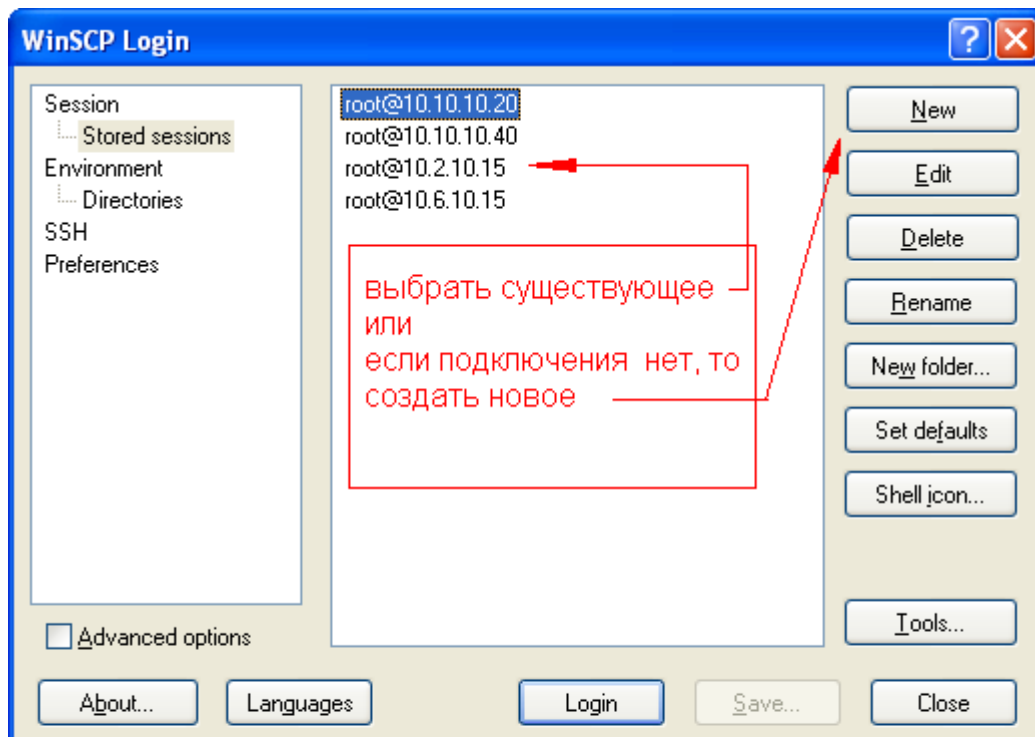 WinSCP Login
Session
Stored sessions
Environment
Directories
SSH
Preferences
Advanced options
root@10.10.10.20
root@10.10.10.40
root@10.2.10.15
root@10.6.10.15
выбрать существующее
или
если подключения нет, то
создать новое
New
Edit
Delete
Rename
New folder...
Set defaults
Shell icon...
Tools...
About...
Languages
Login
Save...
Close